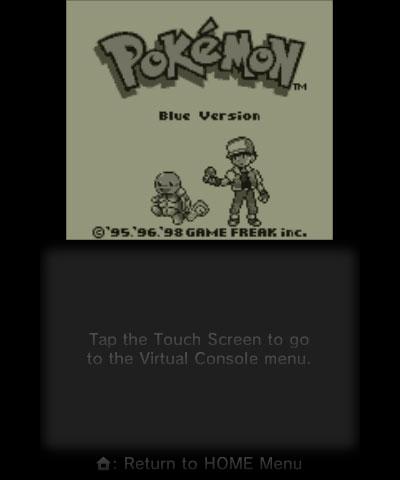 POKéMON
TM
Blue Version
©'95.'96.'98 GAME FREAK inc.
Tap the Touch Screen to go
to the Virtual Console menu.
: Return to HOME Menu